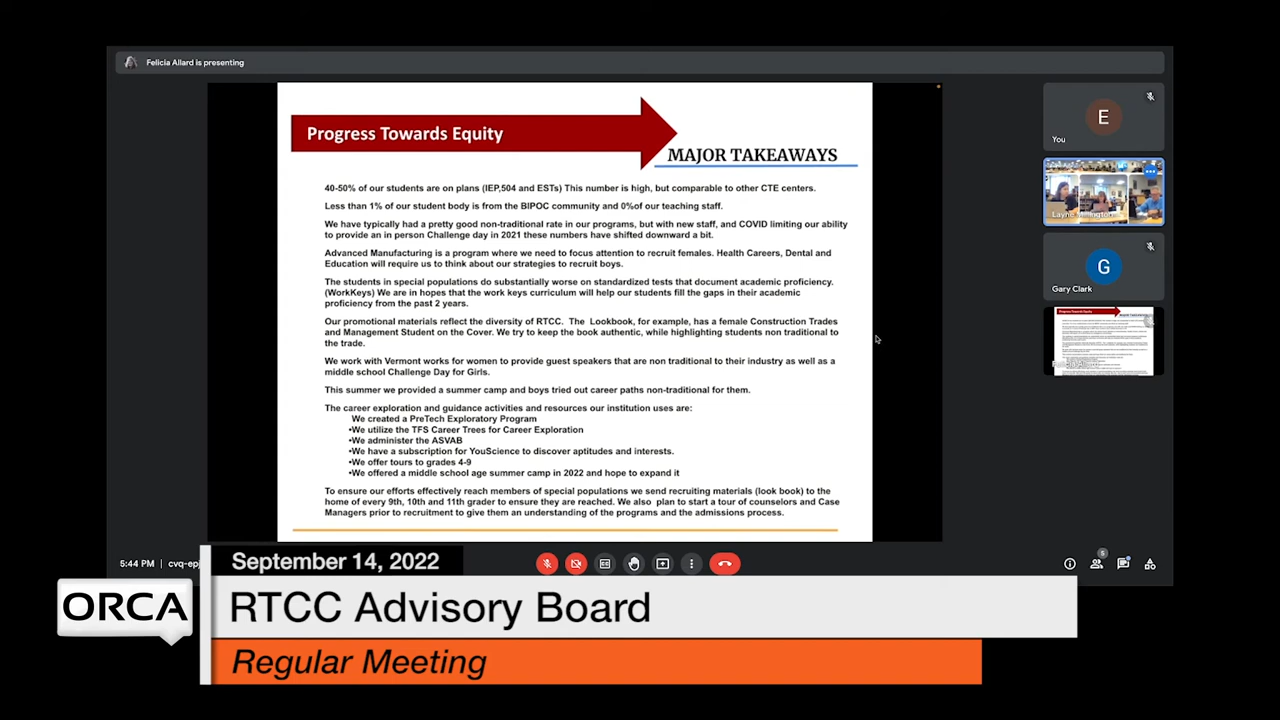 Felicia Allard is presenting
Progress Towards Equity
MAJOR TAKEAWAYS
40-50% of our students are on plans (IEP,504 and ESTs) This number is high, but comparable to other CTE centers.
Less than 1% of our student body is from the BIPOC community and 0%of our teaching staff.
We have typically had a pretty good non-traditional rate in our programs, but with new staff, and COVID limiting our ability
to provide an in person Challenge day in 2021 these numbers have shifted downward a bit.
Advanced Manufacturing is a program where we need to focus attention to recruit females. Health Careers, Dental and
Education will require us to think about our strategies to recruit boys.
The students in special populations do substantially worse on standardized tests that document academic proficiency.
(WorkKeys) We are in hopes that the work keys curriculum will help our students fill the gaps in their academic
proficiency from the past 2 years.
Our promotional materials reflect the diversity of RTCC. The Lookbook, for example, has a female Construction Trades
and Management Student on the Cover. We try to keep the book authentic, while highlighting students non traditional to
the trade.
We work with Vermont works for women to provide guest speakers that are non traditional to their industry as well as a
middle school Challenge Day for Girls.
This summer we provided a summer camp and boys tried out career paths non-traditional for them.
The career exploration and guidance activities and resources our institution uses are:
We created a PreTech Exploratory Program
•We utilize the TFS Career Trees for Career Exploration
•We administer the ASVAB
•We have a subscription for YouScience to discover aptitudes and interests.
•We offer tours to grades 4-9
•We offered a middle school age summer camp in 2022 and hope to expand it
To ensure our efforts effectively reach members of special populations we send recruiting materials (look book) to the
home of every 9th, 10th and 11th grader to ensure they are reached. We also plan to start a tour of counselors and Case
Managers prior to recruitment to give them an understanding of the programs and the admissions process.
E
You
G
Gary Clark
5:44 PM
5
September 14, 2022
ORCA
RTCC Advisory Board
Regular Meeting